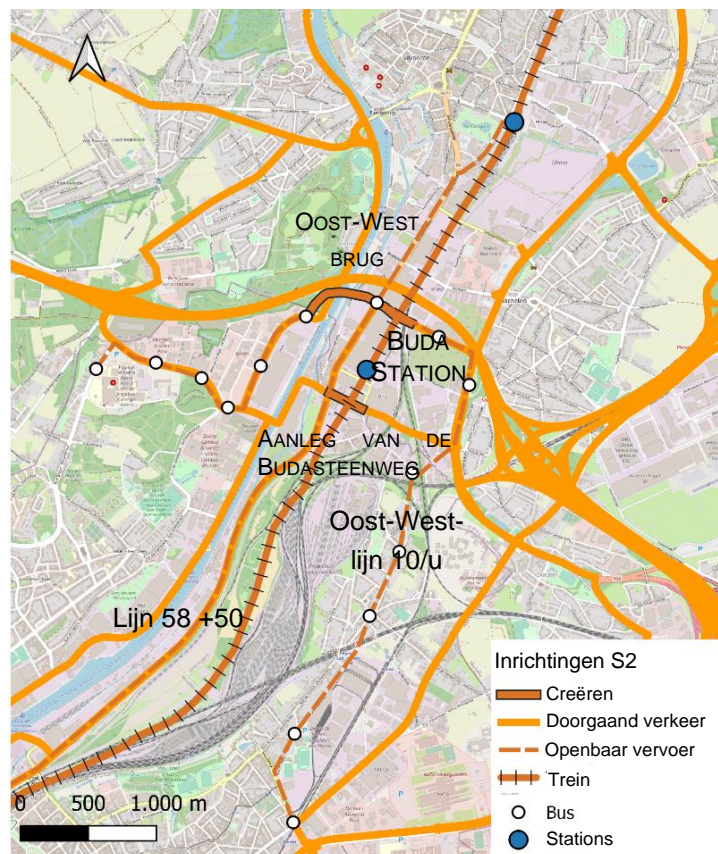 OOST-WEST
BRUG
BUDA
STATION
AANLEG VAN DE
BUDASTEENWEG
Oost-West-
lijn 10/u
Lijn 58 +50
Inrichtingen S2
Creëren
Doorgaand verkeer
Openbaar vervoer
Trein
Bus
Stations
0 500 1.000 m